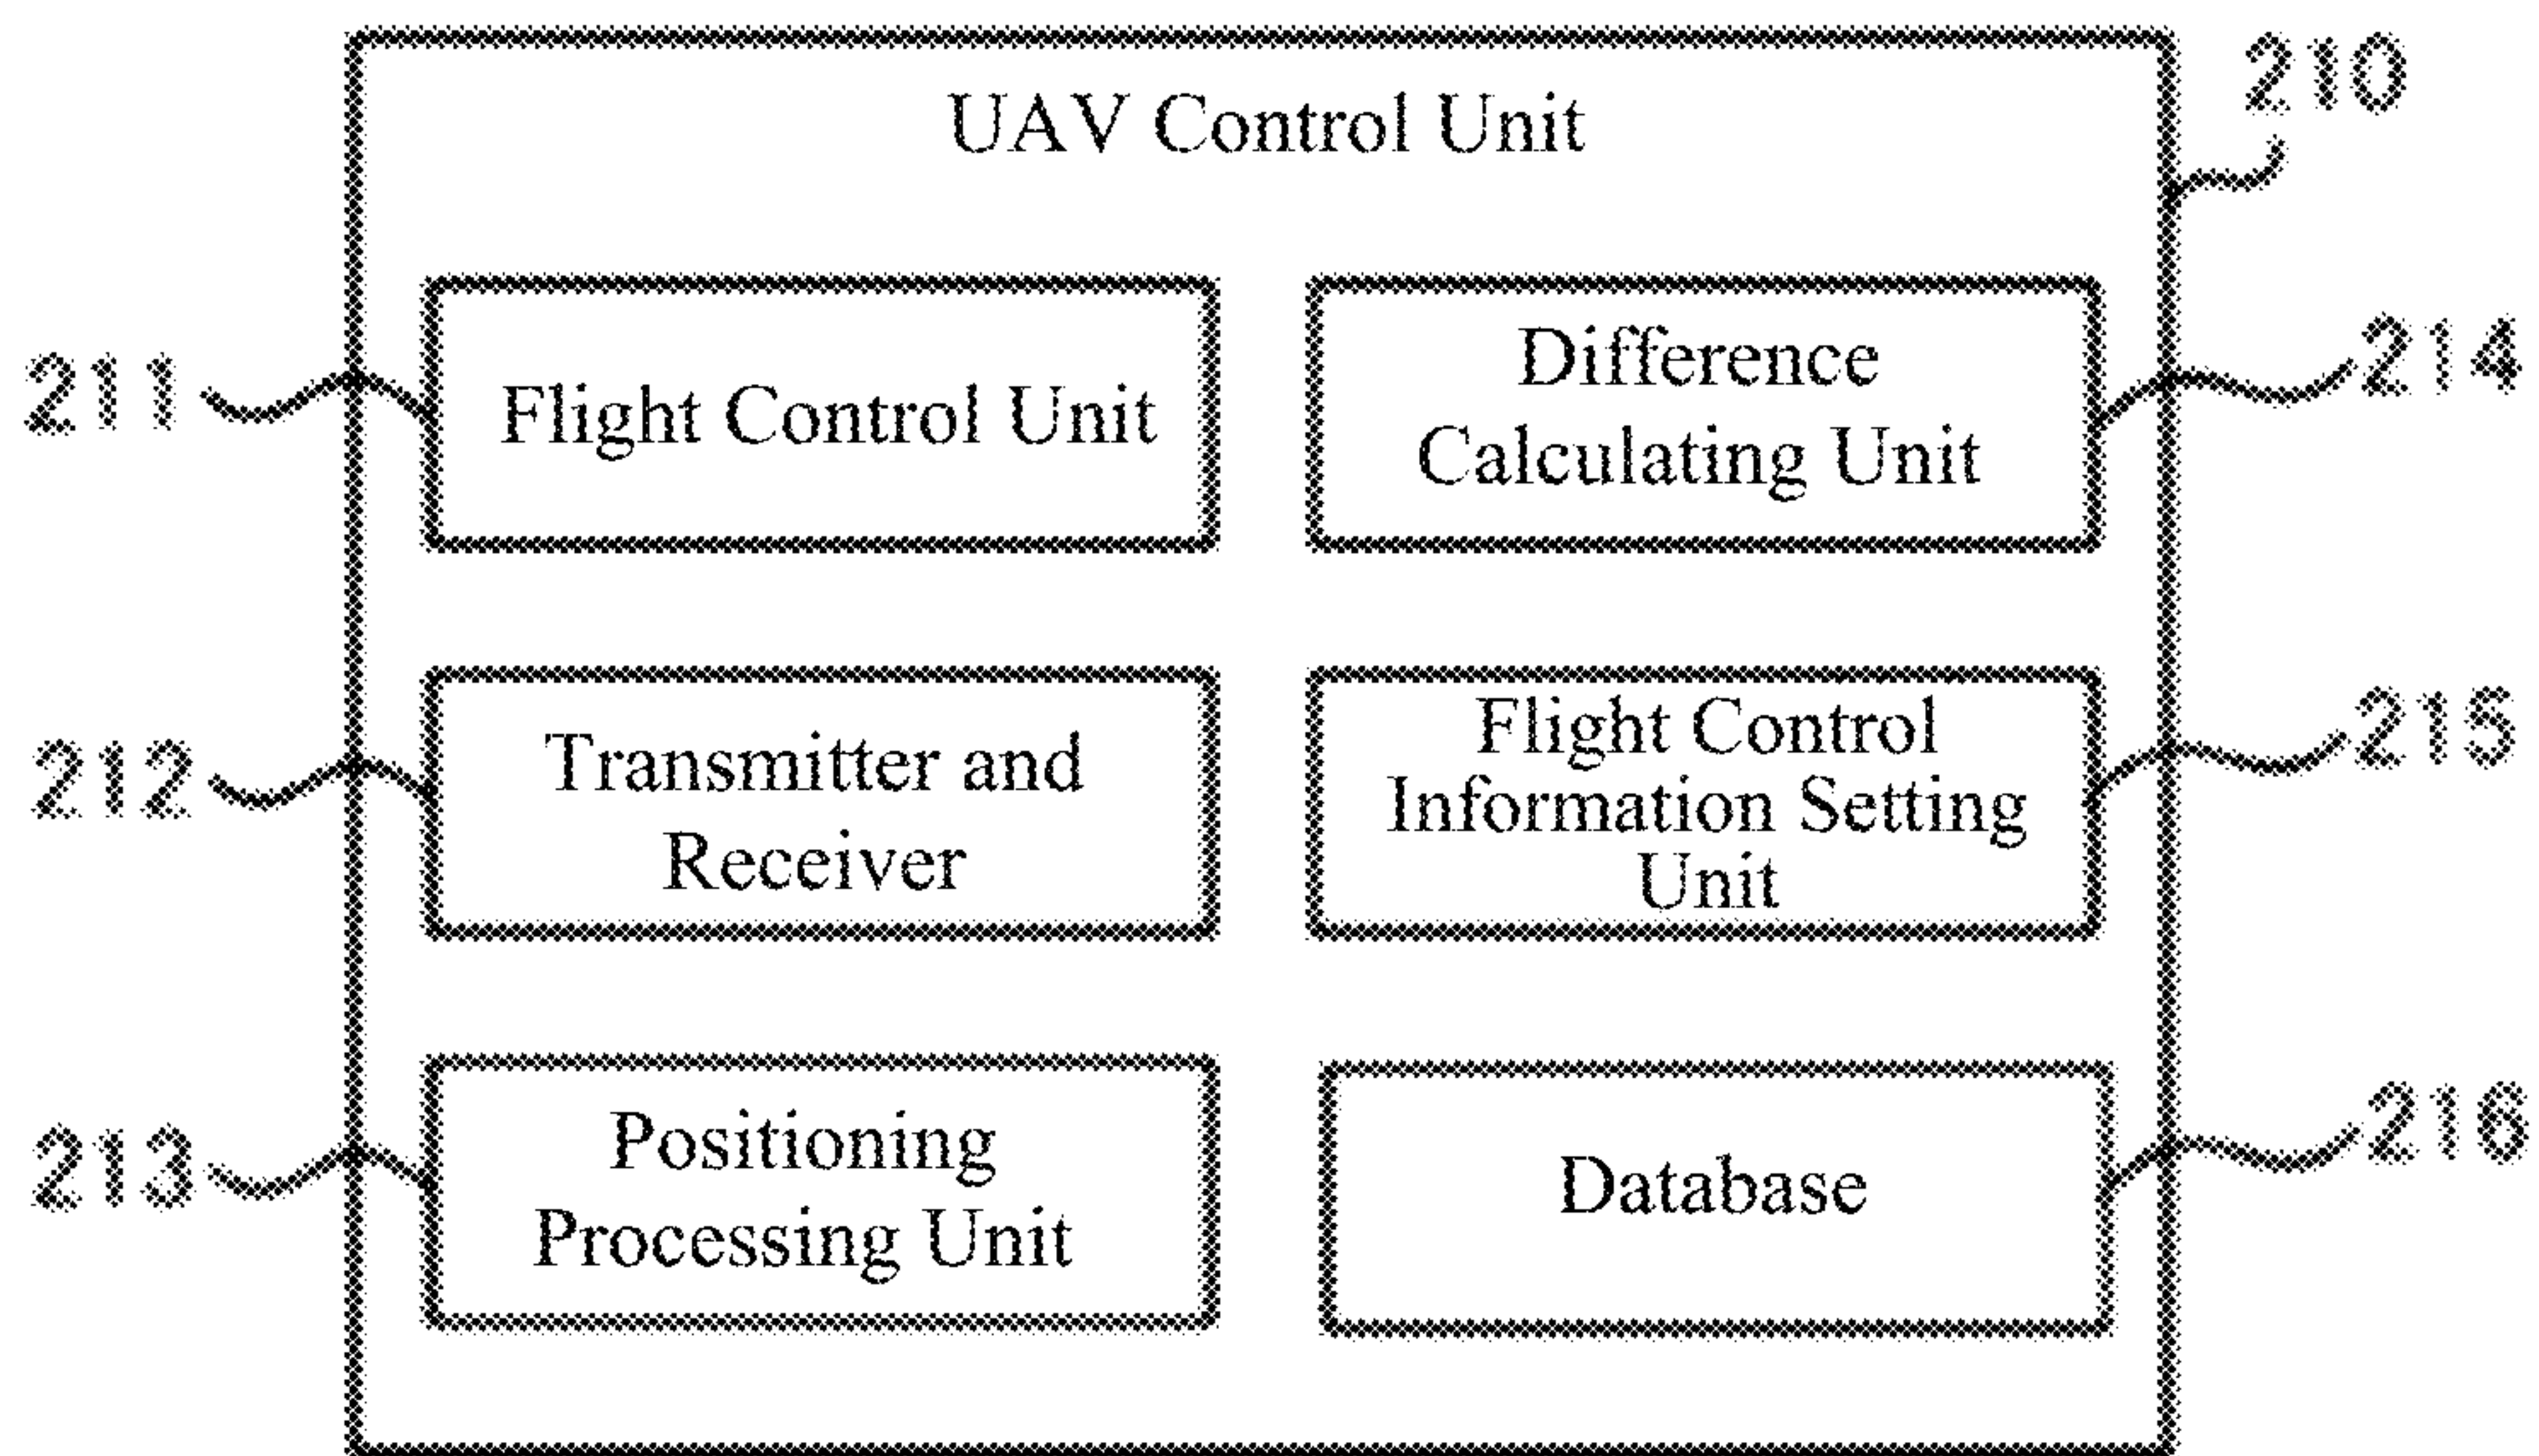 UAV Control Unit
210
211
Flight Control Unit
Difference
Calculating Unit
214
212
Transmitter and
Receiver
Flight Control
Information Setting
Unit
215
213
Positioning
Processing Unit
Database
216